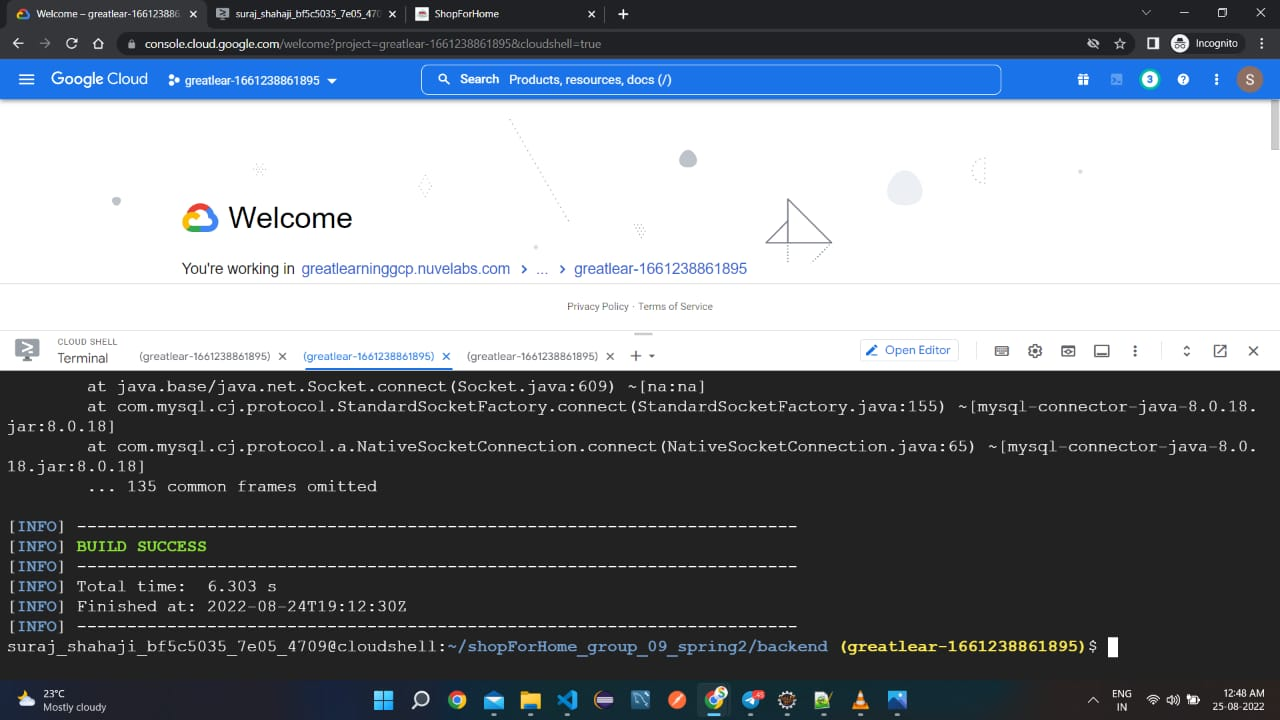 Welcome – greatlear-1661238861895
suraj_shahaji_bf5c5035_7e05_470
ShopForHome
console.cloud.google.com/welcome?project=greatlear-1661238861895&cloudshell=true
Incognito
Google Cloud
greatlear-1661238861895
Search Products, resources, docs (/)
3
S
Welcome
You're working in greatlearninggcp.nuvelabs.com > ... > greatlear-1661238861895
Privacy Policy · Terms of Service
CLOUD SHELL
Terminal
(greatlear-1661238861895)
(greatlear-1661238861895)
(greatlear-1661238861895)
Open Editor
at java.base/java.net.Socket.connect(Socket.java:609) ~[na:na]
at com.mysql.cj.protocol.StandardSocketFactory.connect(StandardSocketFactory.java:155) ~[mysql-connector-java-8.0.18.
jar:8.0.18]
at com.mysql.cj.protocol.a.NativeSocketConnection.connect(NativeSocketConnection.java:65) ~[mysql-connector-java-8.0.
18.jar:8.0.18]
... 135 common frames omitted
[INFO] ------------------------------------------------------------------------
[INFO] BUILD SUCCESS
[INFO] ------------------------------------------------------------------------
[INFO] Total time:  6.303 s
[INFO] Finished at: 2022-08-24T19:12:30Z
[INFO] ------------------------------------------------------------------------
suraj_shahaji_bf5c5035_7e05_4709@cloudshell:~/shopForHome_group_09_spring2/backend (greatlear-1661238861895)$
23°C
Mostly cloudy
ENG
IN
12:48 AM
25-08-2022